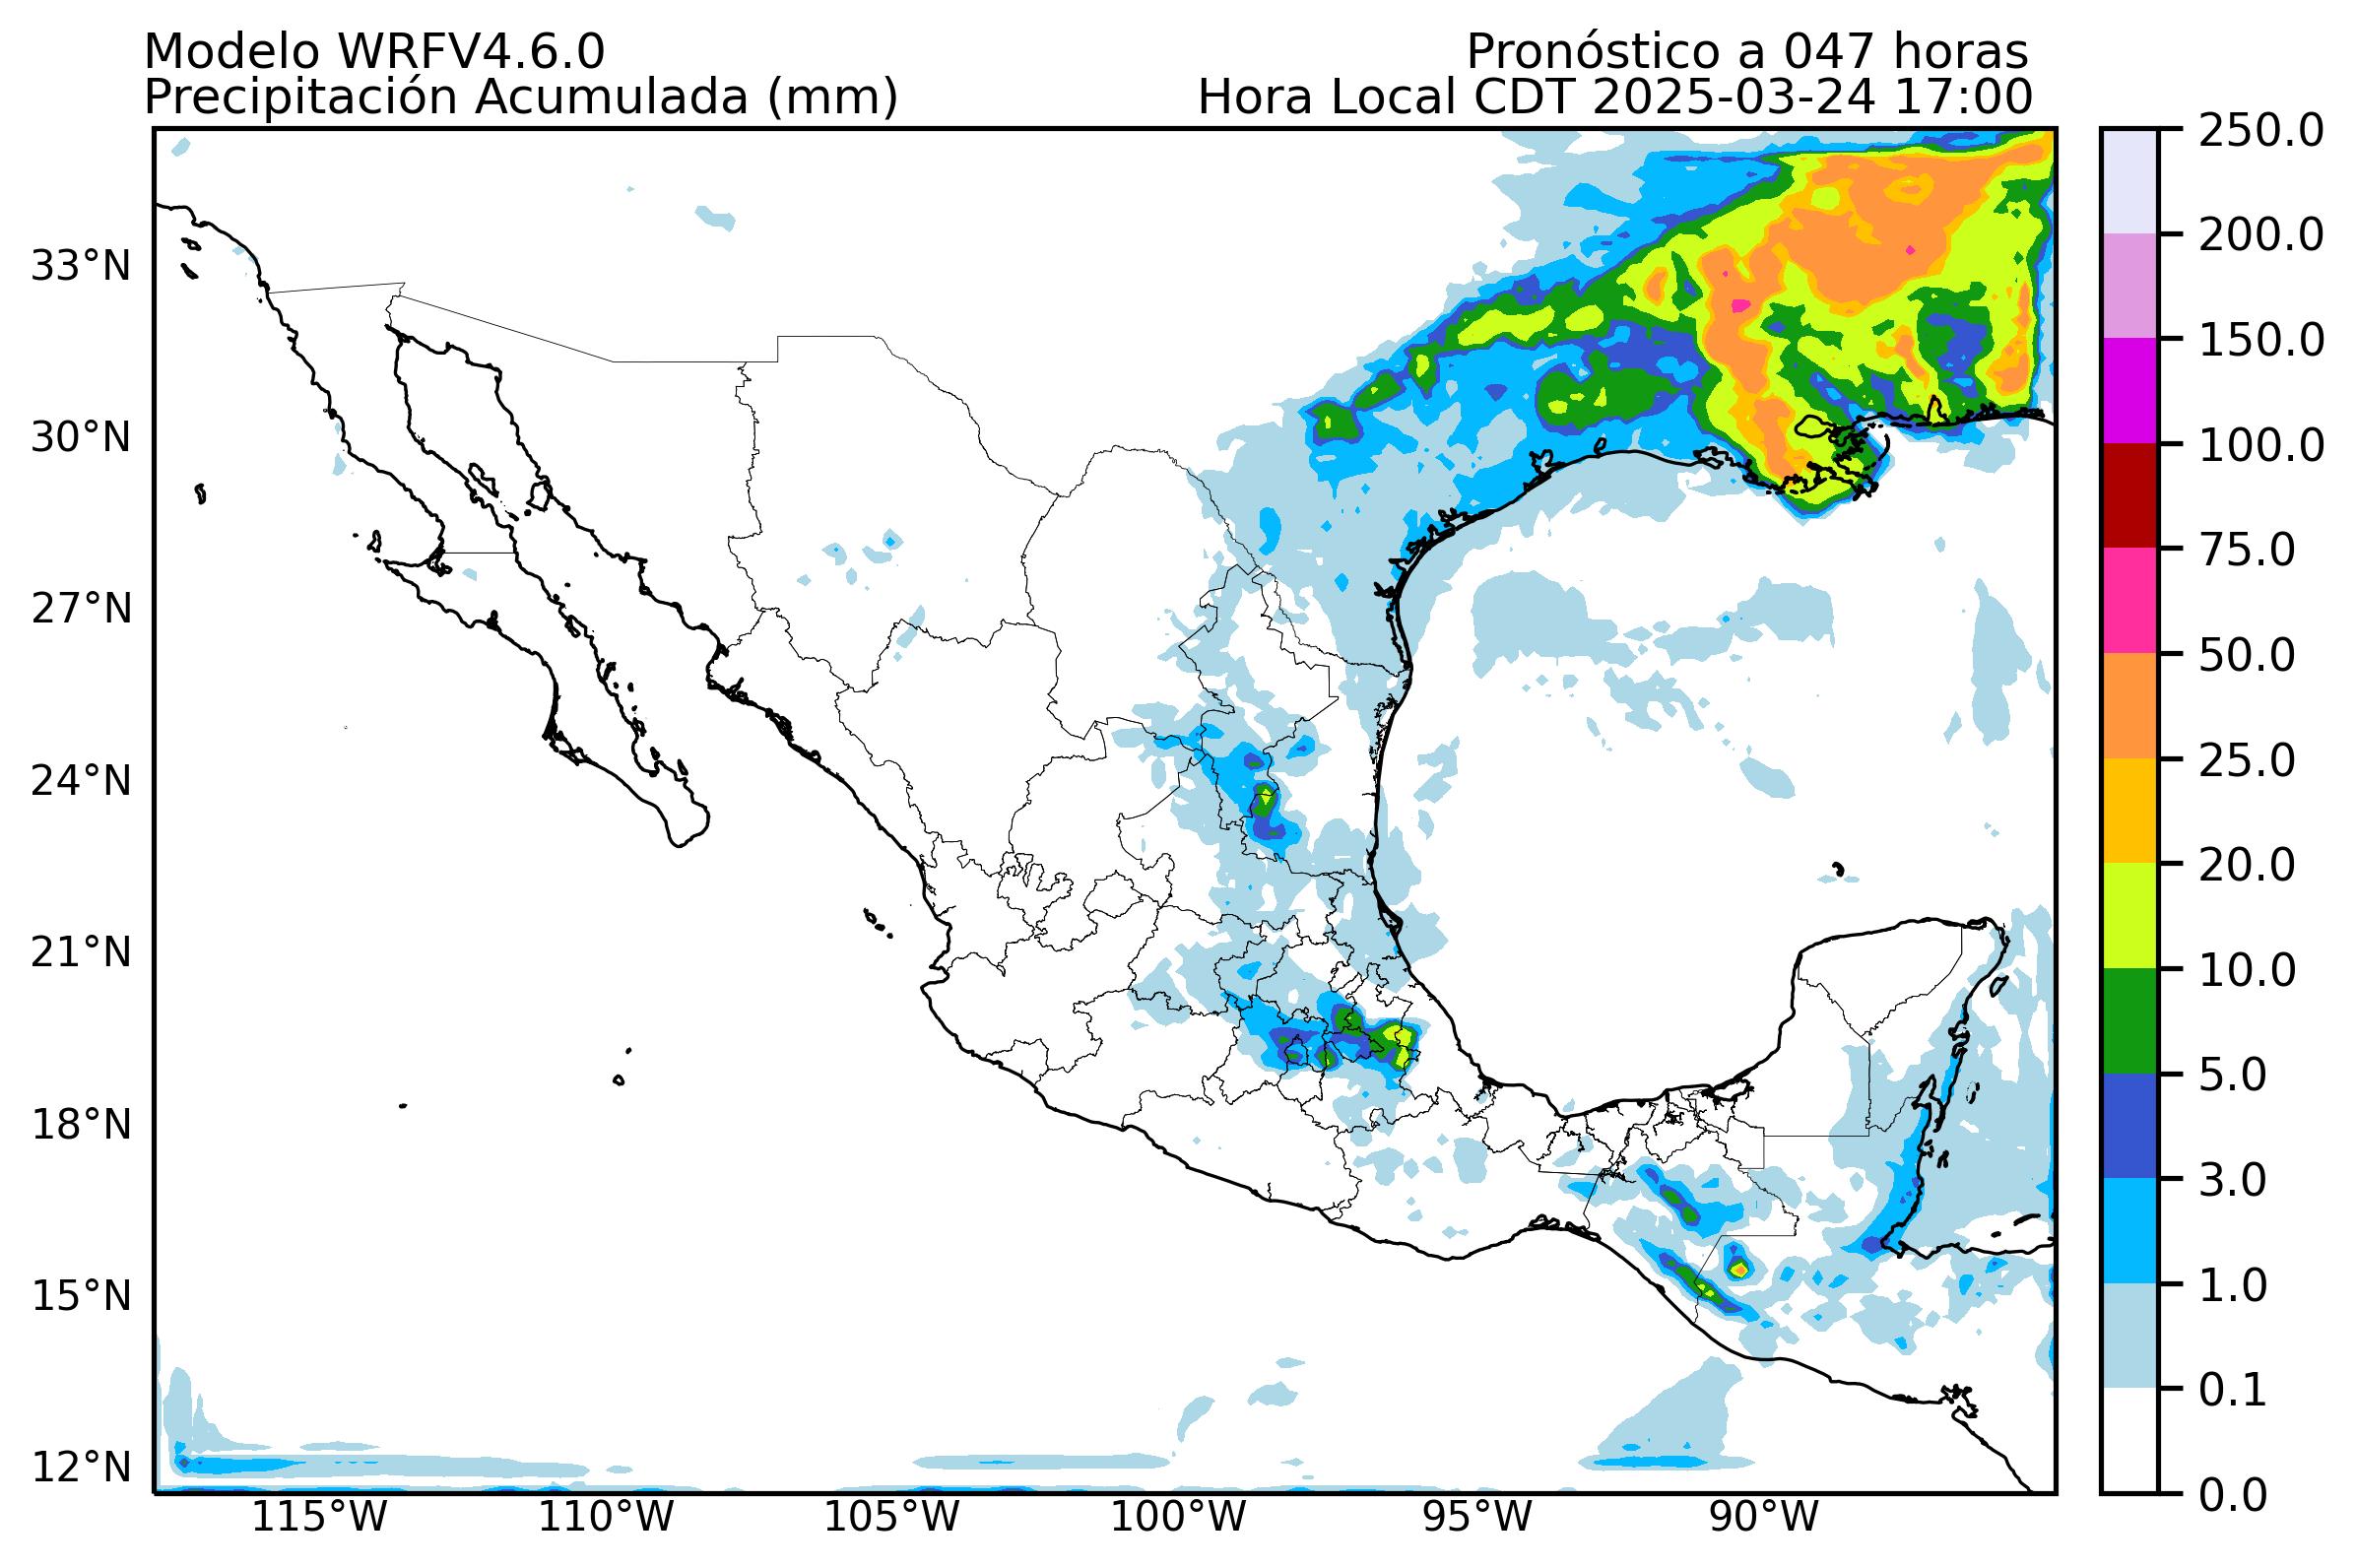 Modelo WRFV4.6.0
Pronóstico a 047 horas
Precipitación Acumulada (mm)
Hora Local CDT 2025-03-24 17:00
33°N
30°N
27°N
24°N
21°N
18°N
15°N
12°N
115°W
110°W
105°W
100°W
95°W
90°W
250.0
200.0
150.0
100.0
75.0
50.0
25.0
20.0
10.0
5.0
3.0
1.0
0.1
0.0